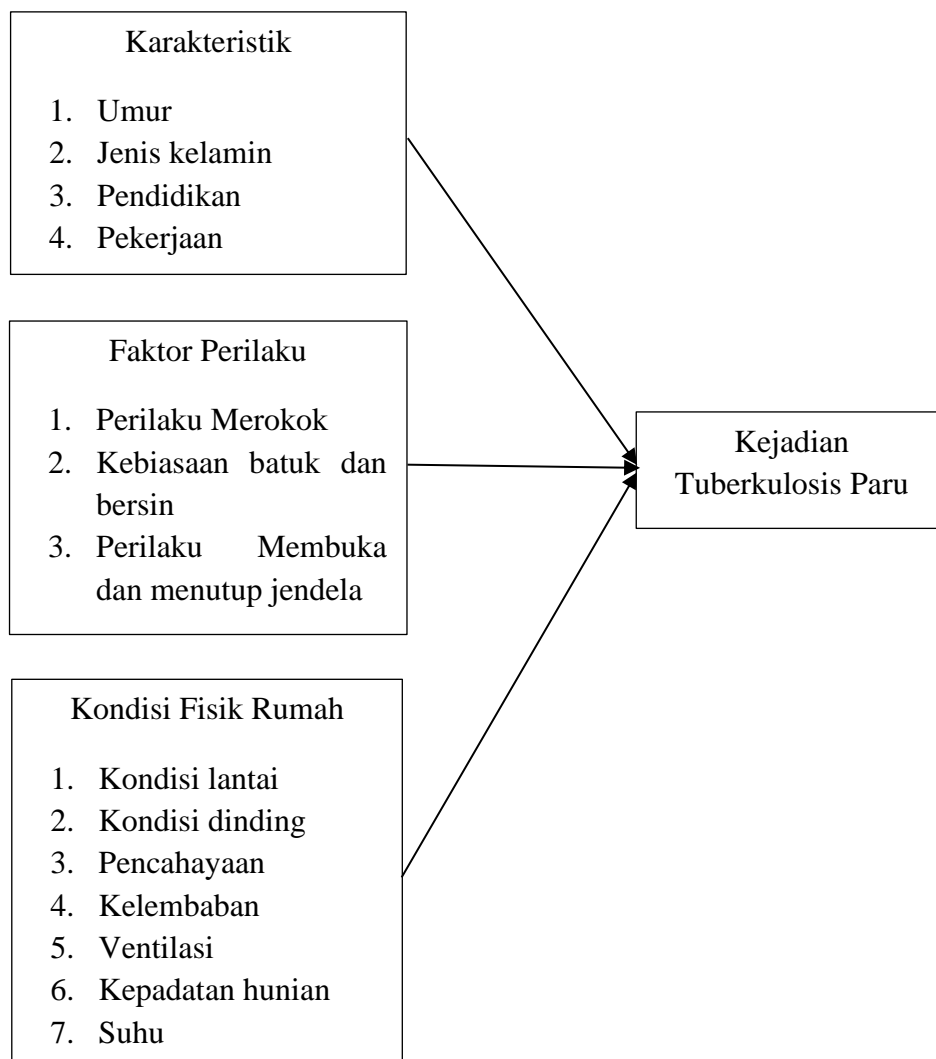 Karakteristik
1. Umur
2. Jenis kelamin
3. Pendidikan
4. Pekerjaan
Faktor Perilaku
1. Perilaku Merokok
2. Kebiasaan batuk dan
bersin
3. Perilaku Membuka
dan menutup jendela
Kejadian
Tuberkulosis Paru
Kondisi Fisik Rumah
1. Kondisi lantai
2. Kondisi dinding
3. Pencahayaan
4. Kelembaban
5. Ventilasi
6. Kepadatan hunian
7. Suhu